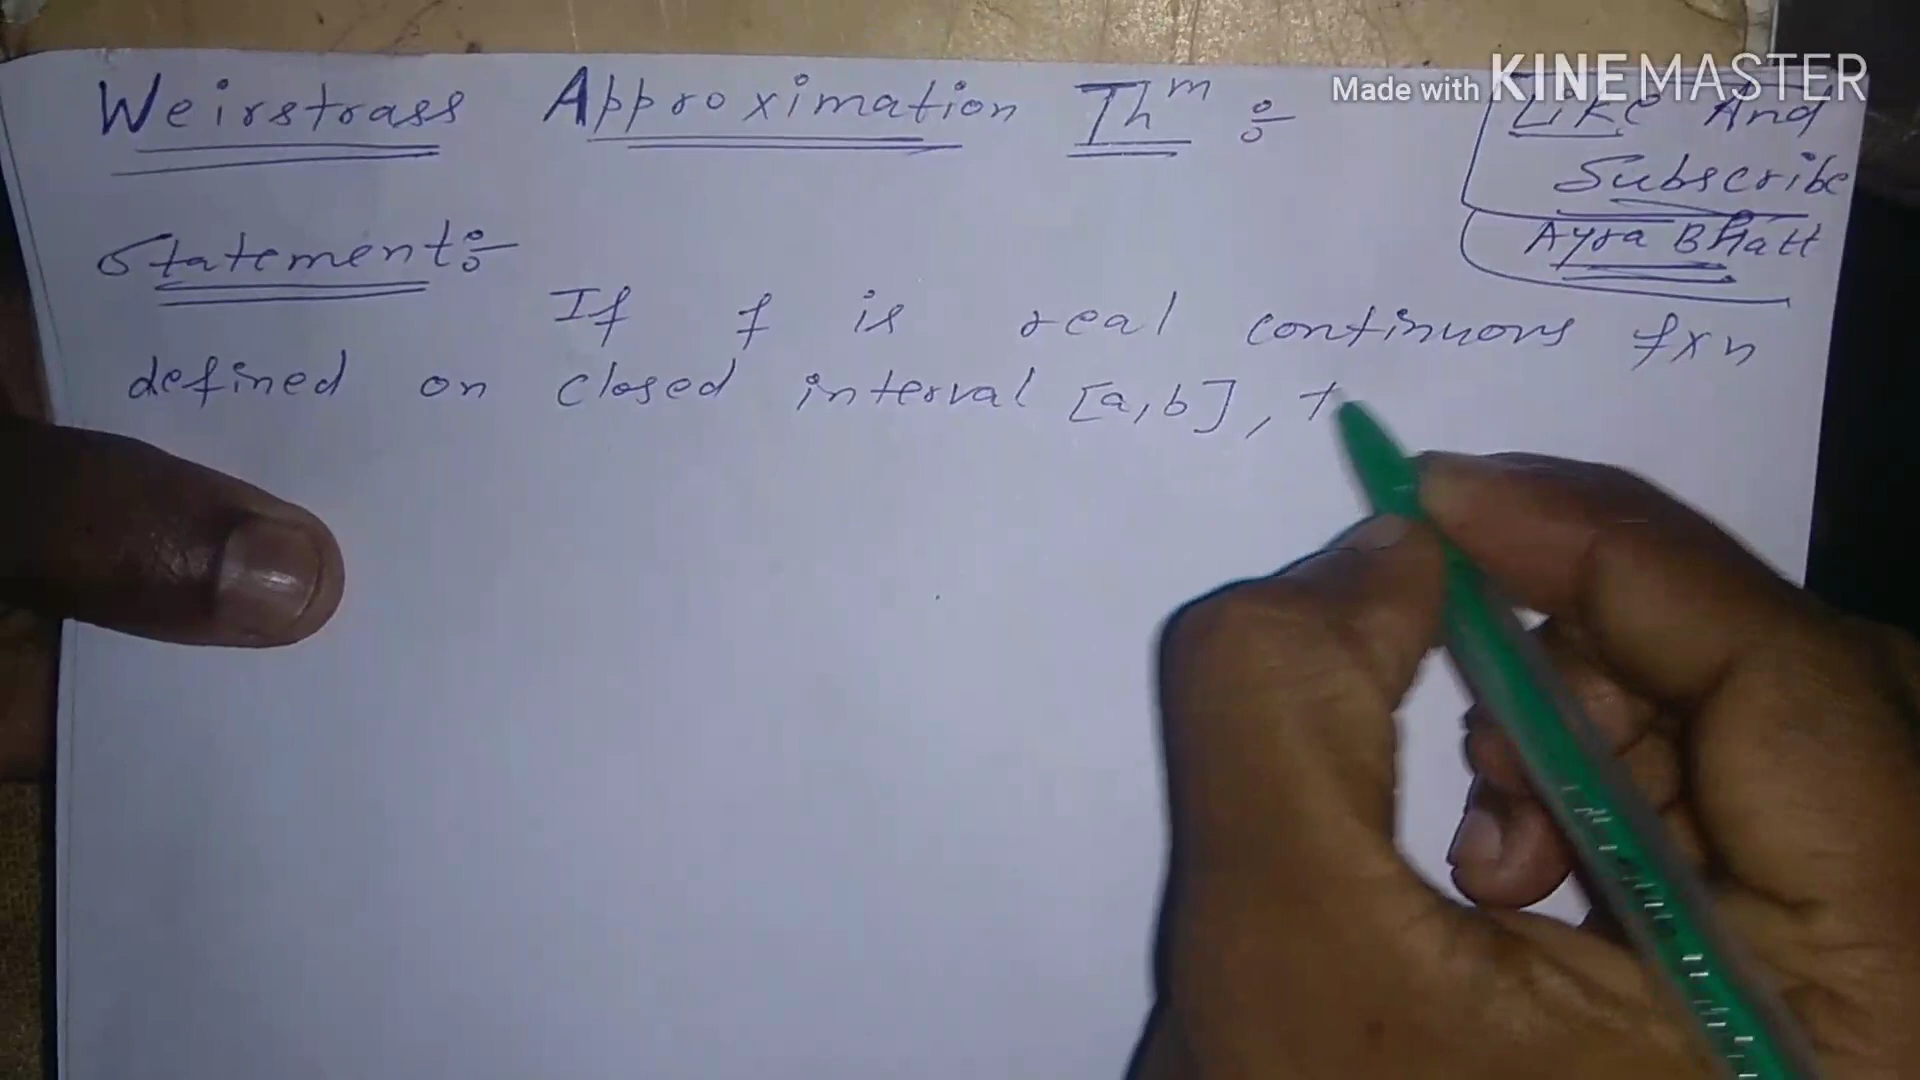 Made with KINEMASTER
Weirstrass Approximation Thm :-
Like And
Subscribe
Ayra Bhatt
Statement:-
If f is real continuous fxn
defined on closed interval [a,b], t